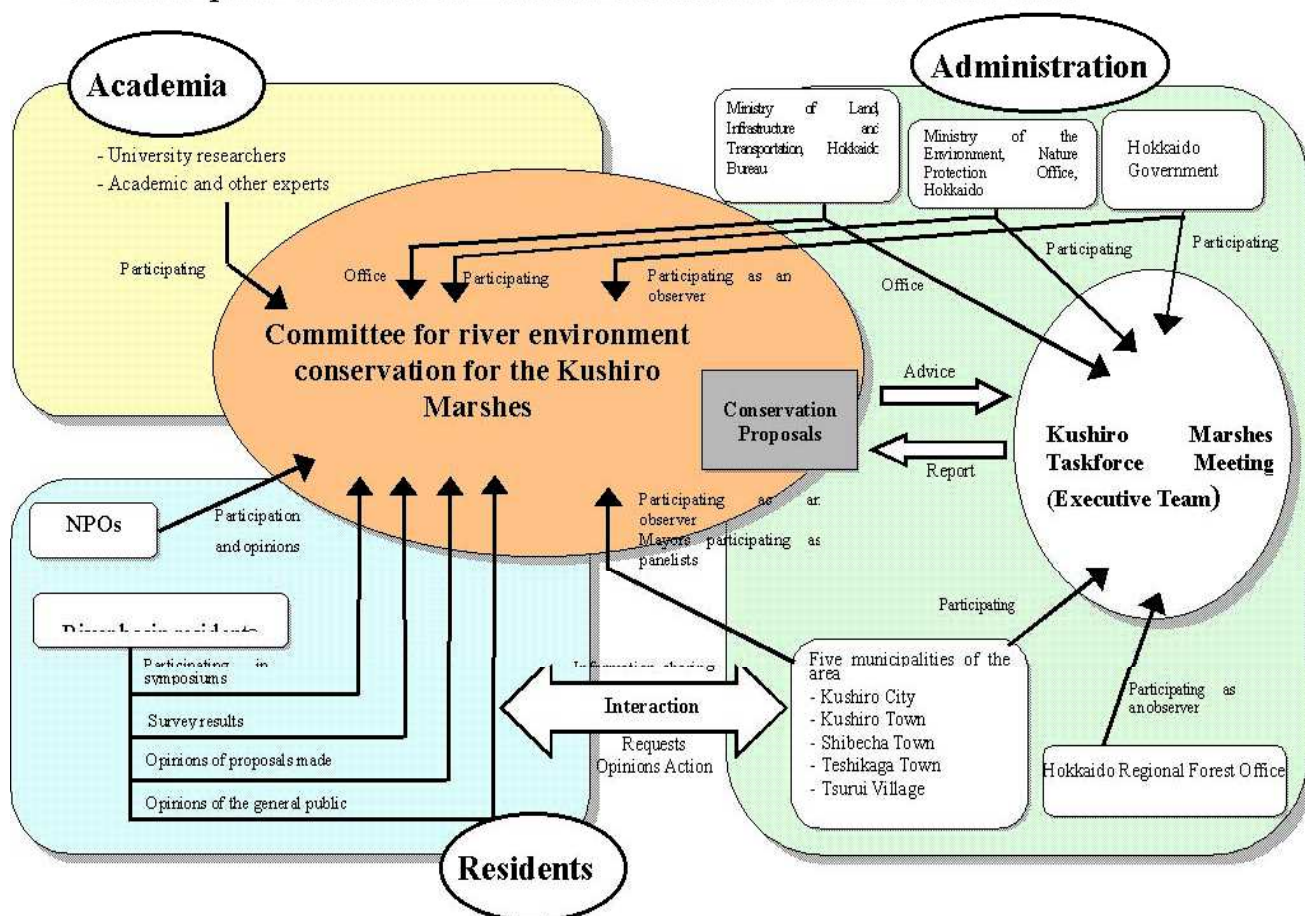 Academia
- University researchers
- Academic and other experts
Participating
Administration
Ministry of Land,
Infrastructure and
Transportation, Hokkaido
Bureau
Ministry of the
Environment, Nature
Protection Office,
Hokkaido
Hokkaido
Government
Office
Participating
Participating as an
observer
Office
Participating
Participating
Committee for river environment
conservation for the Kushiro
Marshes
Conservation
Proposals
Advice
Report
Kushiro Marshes
Taskforce Meeting
(Executive Team)
NPOs
Participation
and opinions
River basin residents
Participating in
symposiums
Survey results
Opinions of proposals made
Opinions of the general public
Residents
Participating as an
observer
Mayors participating as
panelists
Information sharing
Interaction
Requests
Opinions Action
Participating
Five municipalities of the
area
- Kushiro City
- Kushiro Town
- Shibecha Town
- Teshikaga Town
- Tsurui Village
Participating as
an observer
Hokkaido Regional Forest Office